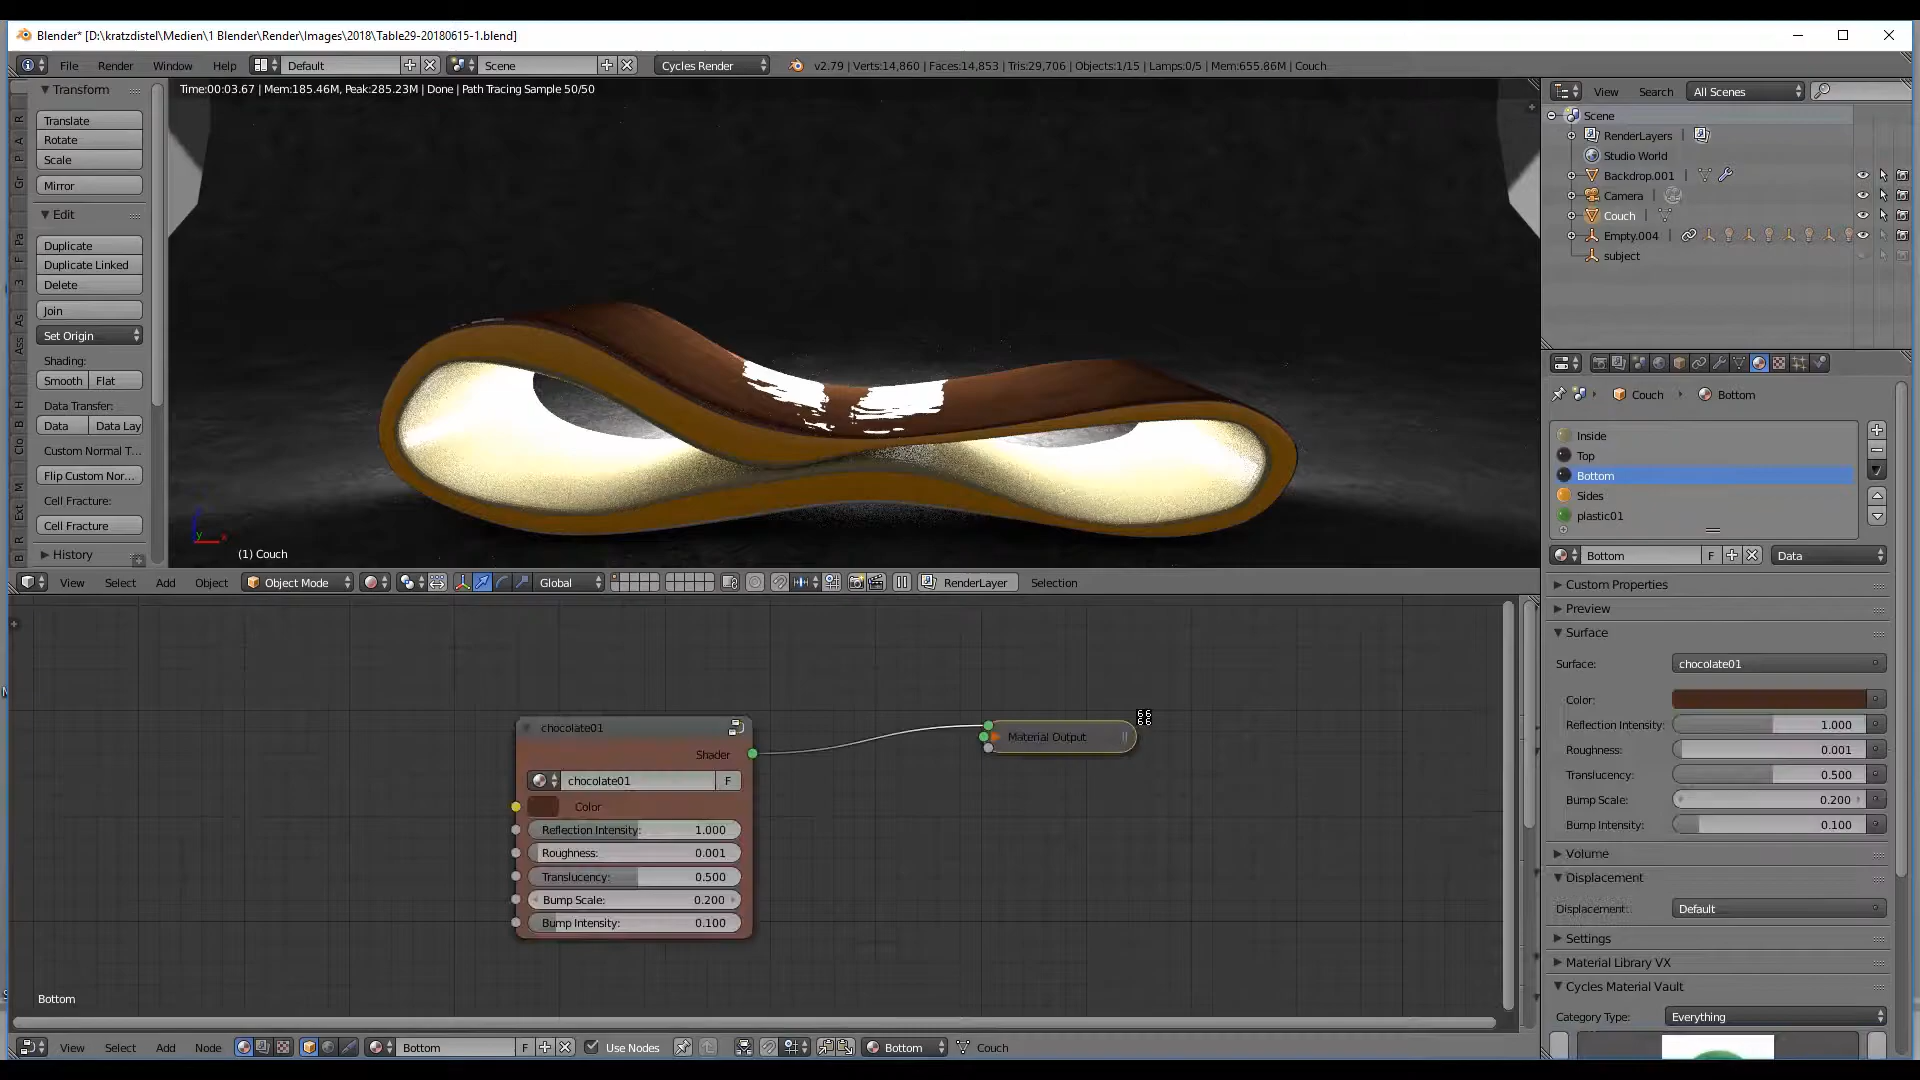 Blender* [D:\kratzdistel\Medien\1 Blender\Render\Images\2018\Table29-20180615-1.blend]
File Render Window Help Default Scene Cycles Render v2.79 | Verts:14,860 | Faces:14,853 | Tris:29,706 | Objects:1/15 | Lamps:0/5 | Mem:655.86M | Couch
Time:00:03.67 | Mem:185.46M, Peak:285.23M | Done | Path Tracing Sample 50/50
Transform
Translate
Rotate
Scale
Mirror
Edit
Duplicate
Duplicate Linked
Delete
Join
Set Origin
Shading:
Smooth Flat
Data Transfer:
Data Data Lay
Custom Normal T...
Flip Custom Nor...
Cell Fracture:
Cell Fracture
History
R
A
P
Gr
Pa
F
3
As
Ass
H
B
Clo
M
Ext
R
B
(1) Couch
View Select Add Object Object Mode Global RenderLayer Selection
chocolate01
Shader
chocolate01 F
Color
Reflection Intensity: 1.000
Roughness: 0.001
Translucency: 0.500
Bump Scale: 0.200
Bump Intensity: 0.100
Material Output
Bottom
View Select Add Node Bottom F Use Nodes Bottom Couch
View Search All Scenes
Scene
RenderLayers
Studio World
Backdrop.001
Camera
Couch
Empty.004
subject
Couch Bottom
Inside
Top
Bottom
Sides
plastic01
Bottom F Data
Custom Properties
Preview
Surface
Surface: chocolate01
Color:
Reflection Intensity: 1.000
Roughness: 0.001
Translucency: 0.500
Bump Scale: 0.200
Bump Intensity: 0.100
Volume
Displacement
Displacement: Default
Settings
Material Library VX
Cycles Material Vault
Category Type: Everything